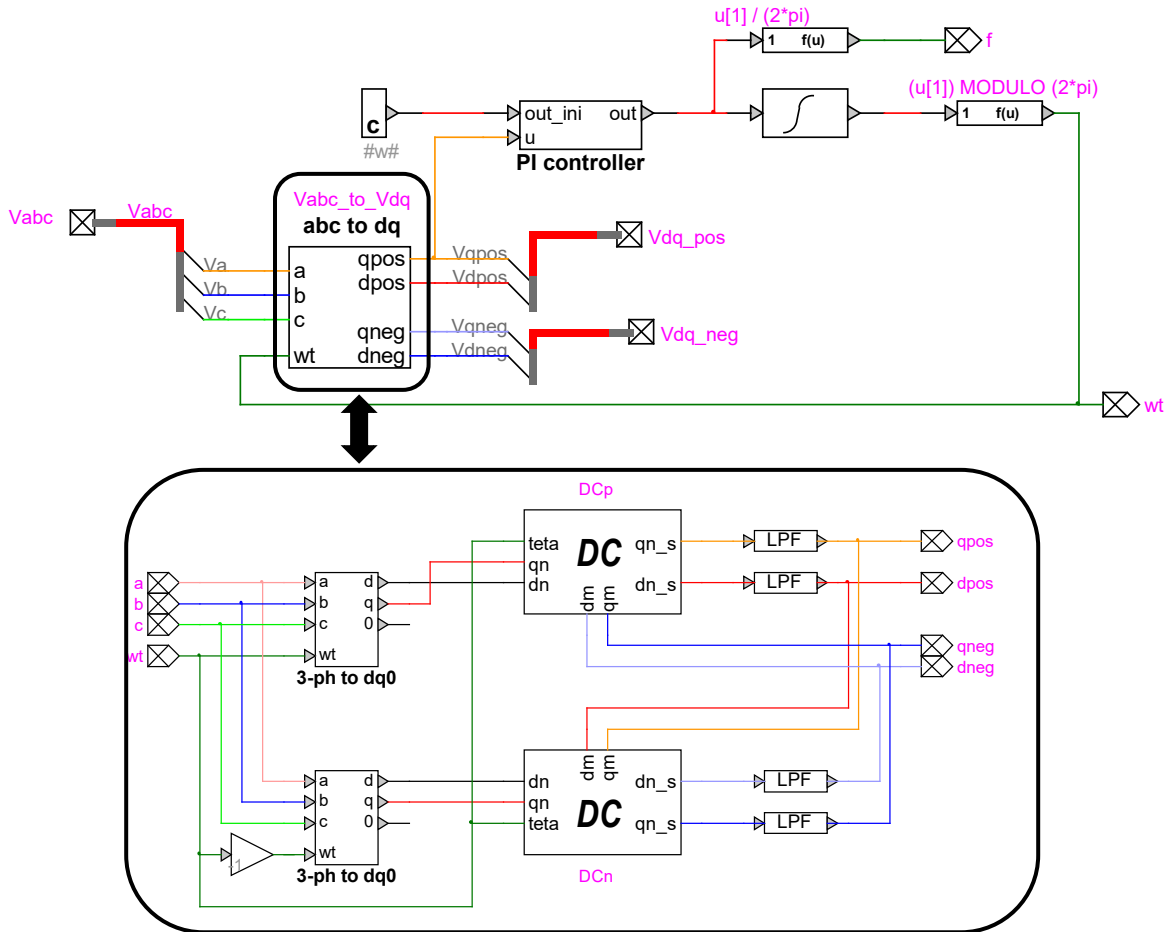 u[1] / (2*pi)
1 f(u)
f
(u[1]) MODULO (2*pi)
c
#w#
out_ini out
u
PI controller
1 f(u)
Vabc
Vabc
Vabc_to_Vdq
abc to dq
Va
Vb
Vc
a
b
c
wt
qpos
dpos
qneg
dneg
Vqpos
Vdpos
Vqneg
Vdneg
Vdq_pos
Vdq_neg
wt
DCp
a
b
c
wt
a
b
c
wt
d
q
0
3-ph to dq0
teta
qn
dn
DC
qn_s
dn_s
dm
qm
LPF
LPF
qpos
dpos
qneg
dneg
-1
a
b
c
wt
d
q
0
3-ph to dq0
dm
qm
dn
qn
teta
DC
dn_s
qn_s
LPF
LPF
DCn